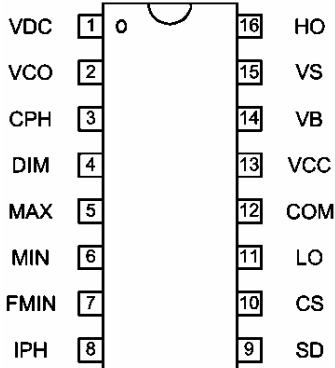 VDC 1 16 HO
VCO 2 15 VS
CPH 3 14 VB
DIM 4 13 VCC
MAX 5 12 COM
MIN 6 11 LO
FMIN 7 10 CS
IPH 8 9 SD